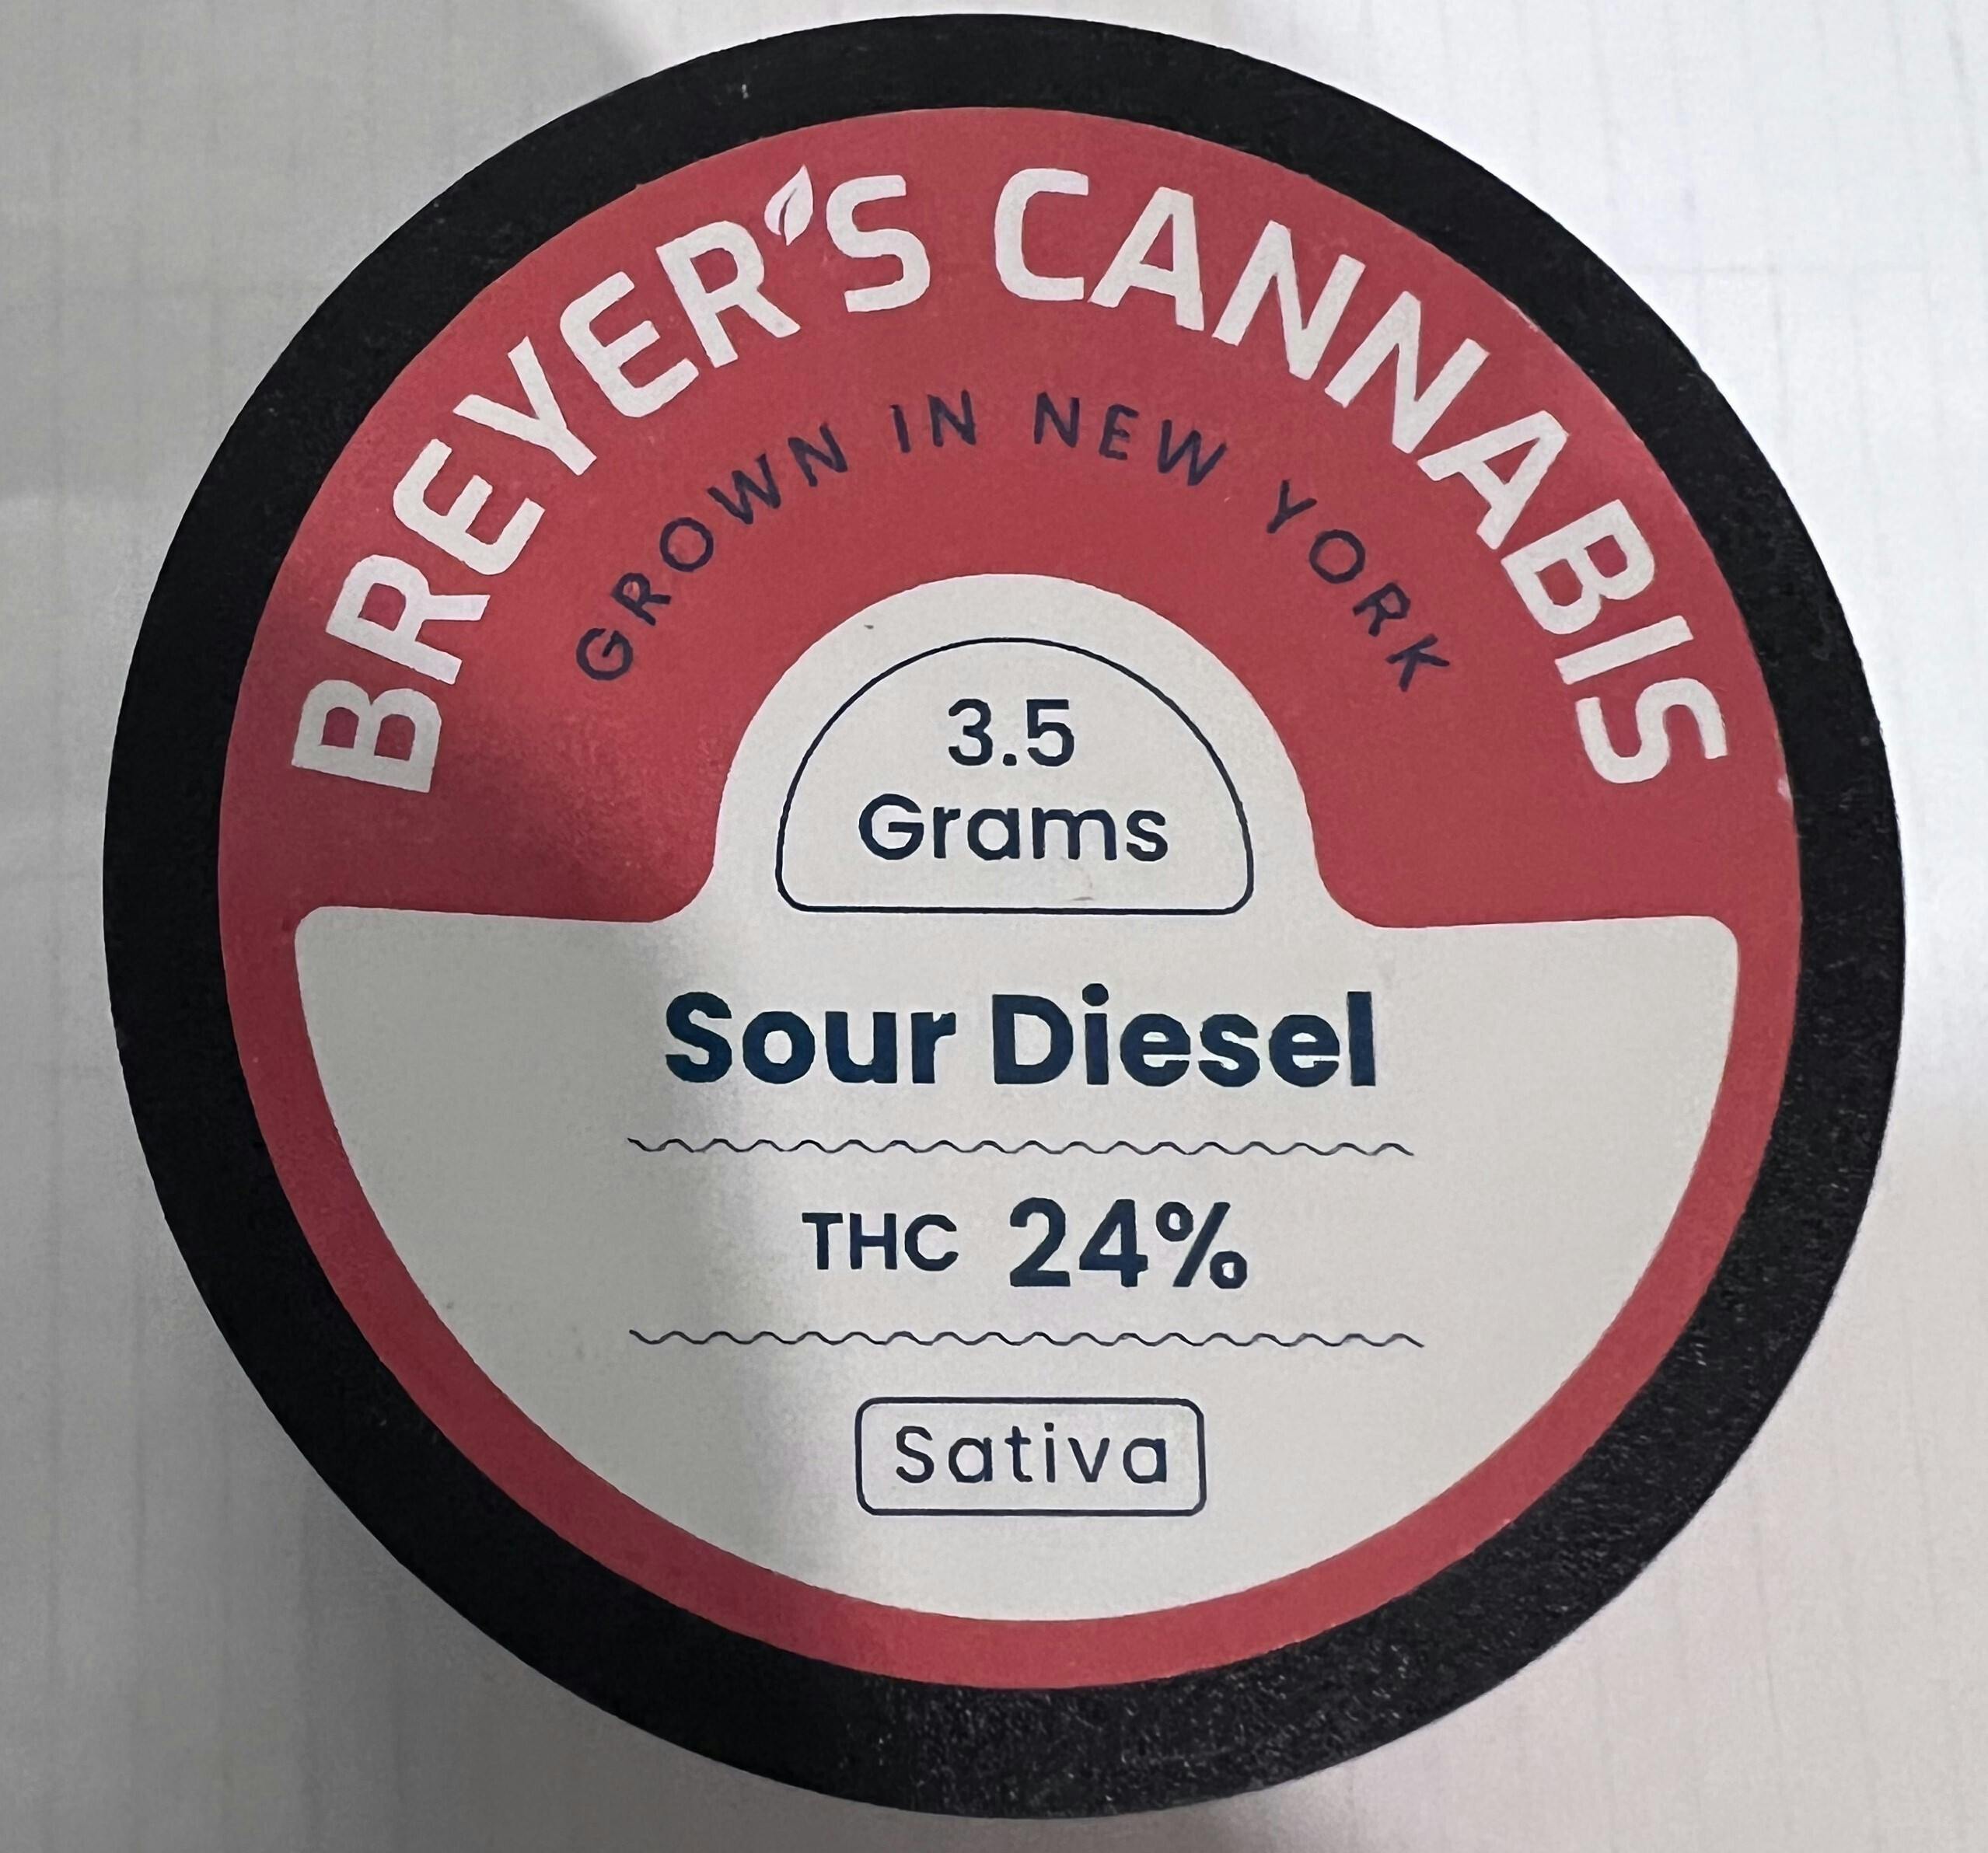 BREYER'S CANNABIS
GROWN IN NEW YORK
3.5
Grams
Sour Diesel
THC 24%
Sativa